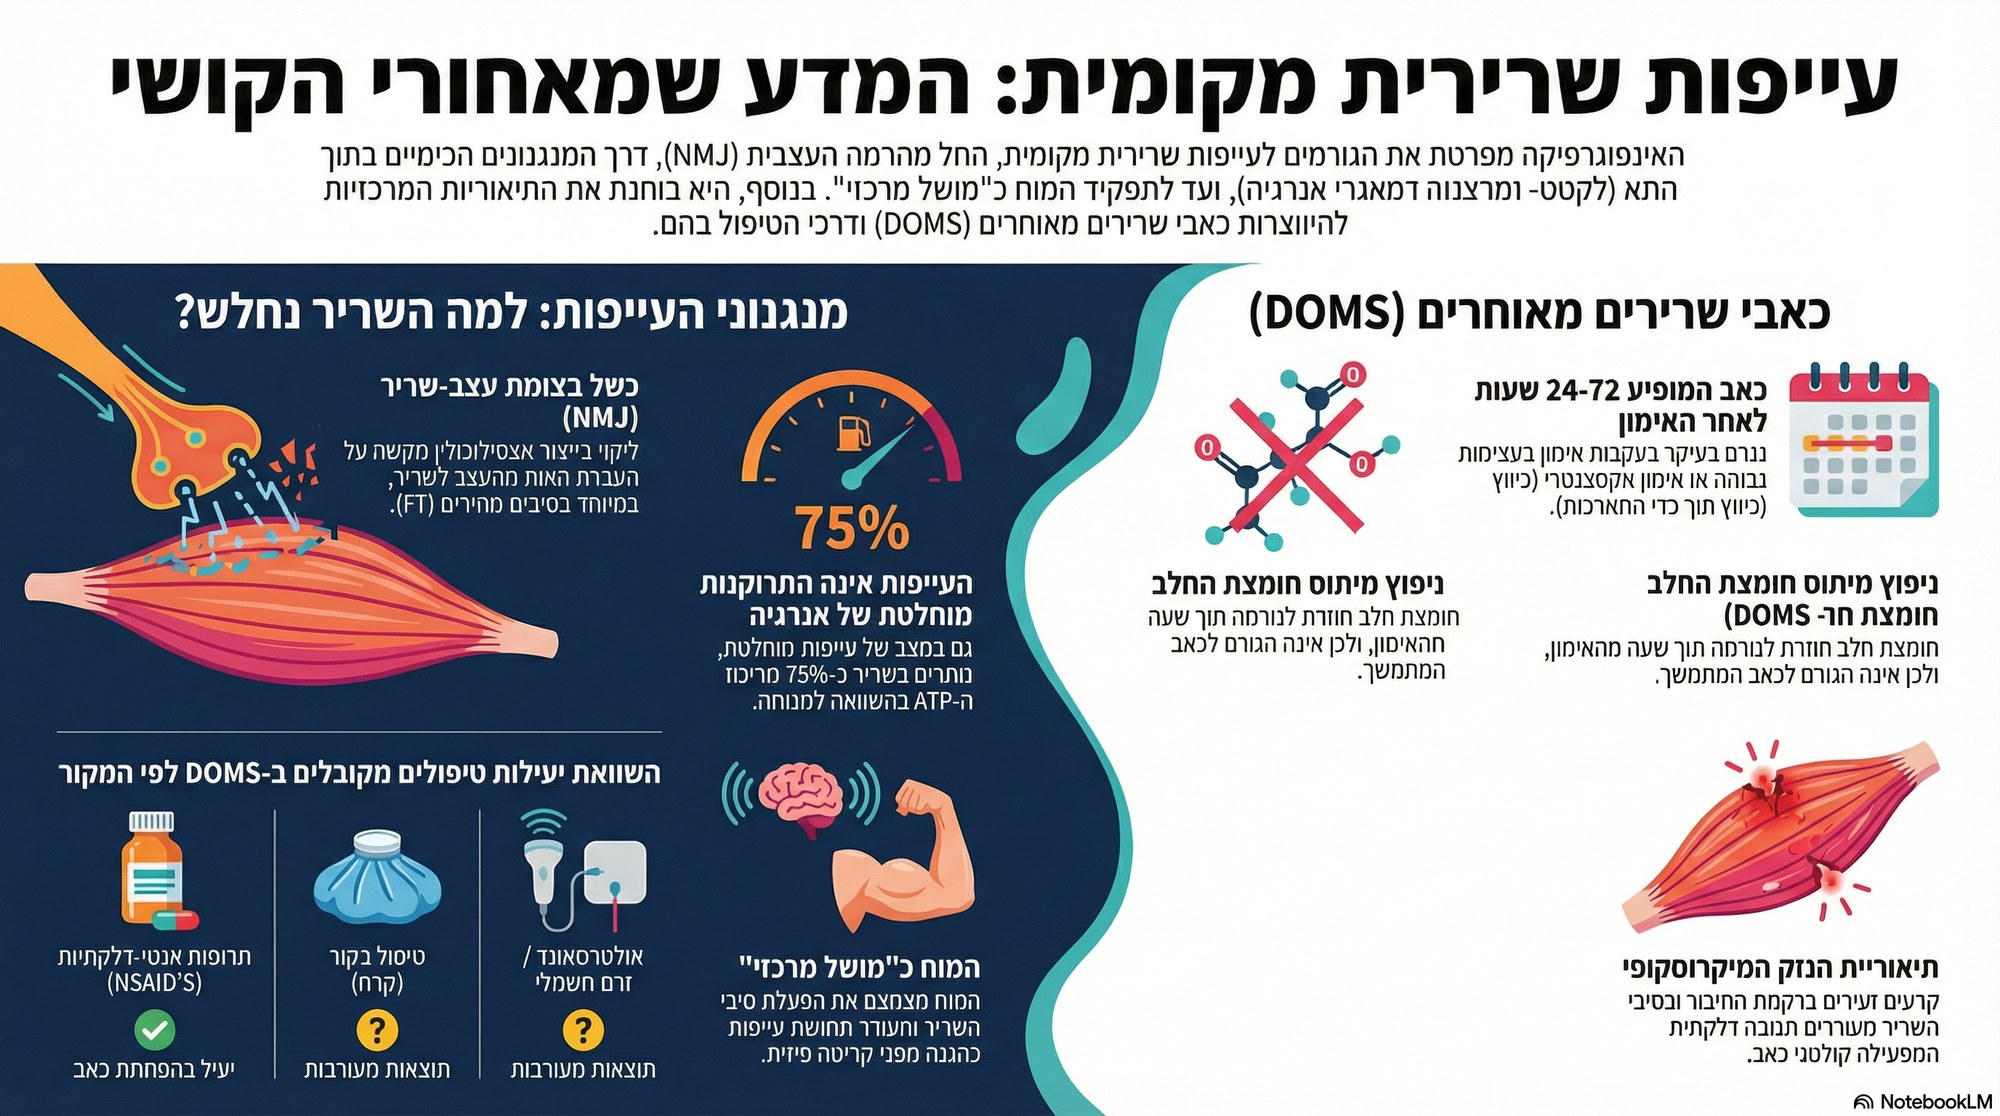 עייפות שרירית מקומית: המדע שמאחורי הקושי
האינפוגרפיקה מפרטת את הגורמים לעייפות שרירית מקומית, החל מהרמה העצבית (NMJ), דרך המנגנונים הכימיים בתוך
התא (לקטט- ומרצנוה דמאגרי אנרגיה), ועד לתפקיד המוח כ"מושל מרכזי". בנוסף, היא בוחנת את התיאוריות המרכזיות
להיווצרות כאבי שרירים מאוחרים (DOMS) ודרכי הטיפול בהם.
כאבי שרירים מאוחרים (DOMS)
כאב המופיע 24-72 שעות
לאחר האימון
נגרם בעיקר בעקבות אימון בעצימות
גבוהה או אימון אקסצנטרי (כיווץ
(כיווץ תוך כדי החארכות).
ניפוץ מיתוס חומצת החלב
חומצת חר- DOMS)
חומצת חלב חוזרת לנורמה תוך שעה מהאימון,
ולכן אינה הגורם לכאב המתמשך.
ניפוץ מיתוס חומצת החלב
חומצת חלב חוזרת לנורמה תוך שעה
חהאימון, ולכן אינה הגורם לכאב
המתמשך.
תיאוריית הנזק המיקרוסקופי
קרעים זעירים ברקמת החיבור ובסיבי
השריר מעוררים תגובה דלקתית
המפעילה קולטני כאב.
מנגנוני העייפות: למה השריר נחלש?
75%
העייפות אינה התרוקנות
מוחלטת של אנרגיה
גם במצב של עייפות מוחלטת,
נותרים בשריר כ-75% מריכוז
ה-ATP בהשוואה למנוחה.
כשל בצומת עצב-שריר
(NMJ)
ליקוי בייצור אצסילוכולין מקשה על
העברת האות מהעצב לשריר,
במיוחד בסיבים מהירים (FT).
המוח כ"מושל מרכזי"
המוח מצמצם את הפעלת סיבי
השריר ומעודר תחושת עייפות
כהגנה מפני קריטה פיזית.
השוואת יעילות טיפולים מקובלים ב-DOMS לפי המקור
אולטרסאונד /
זרם חשמלי
?
תוצאות מעורבות
טיסול בקור
(קרח)
?
תוצאות מעורבות
תרופות אנטי-דלקתיות
(NSAID'S)
יעיל בהפחתת כאב
NotebookLM